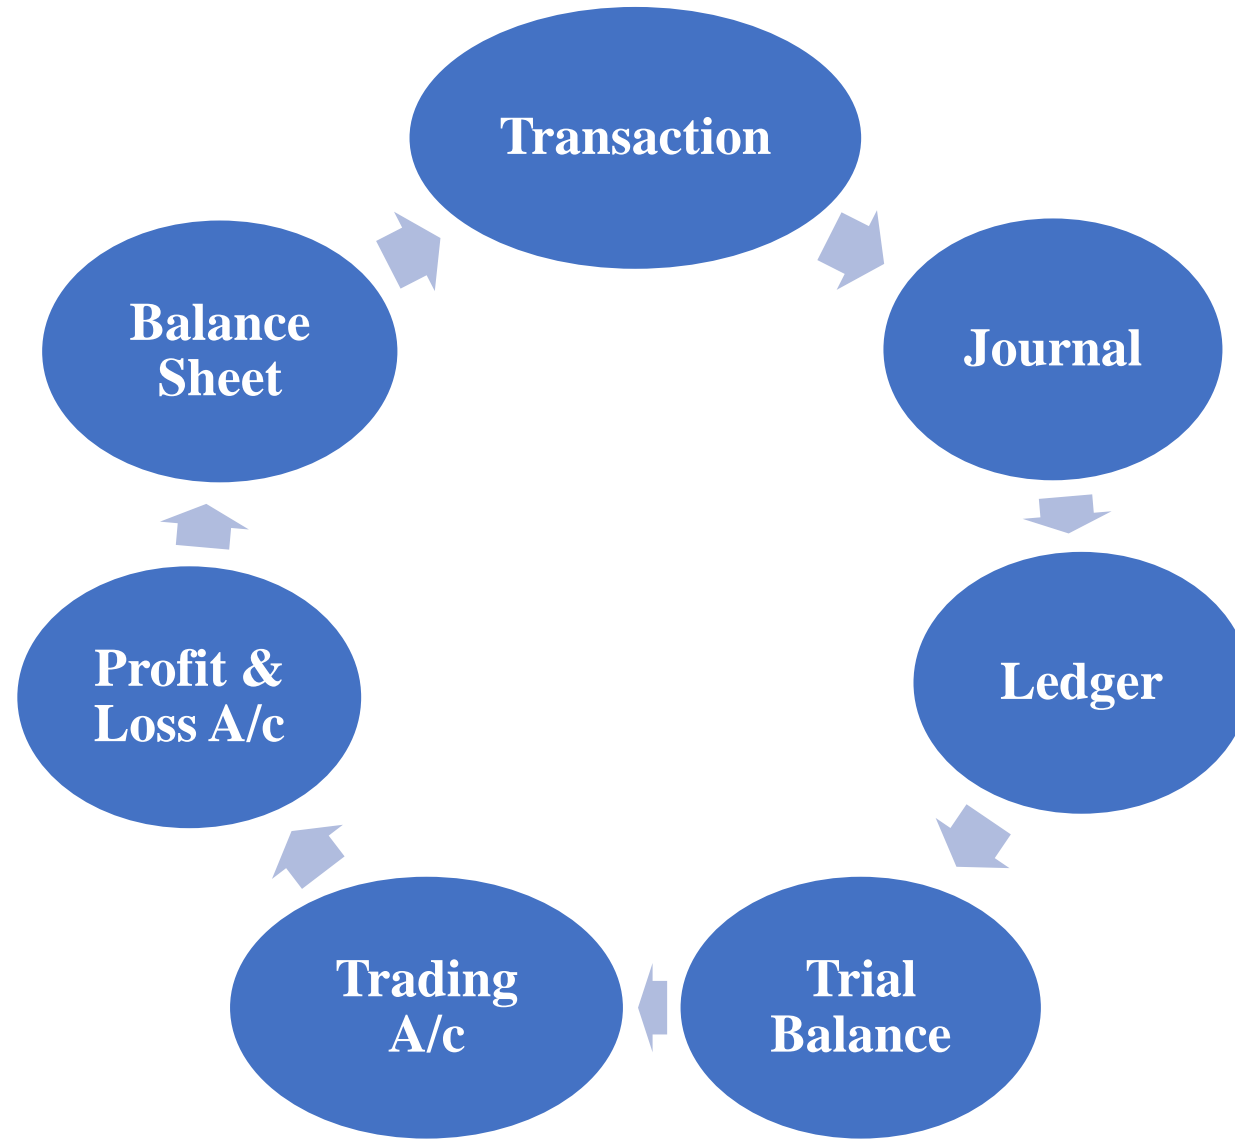 Transaction
Journal
Ledger
Trial
Balance
Trading
A/c
Profit &
Loss A/c
Balance
Sheet